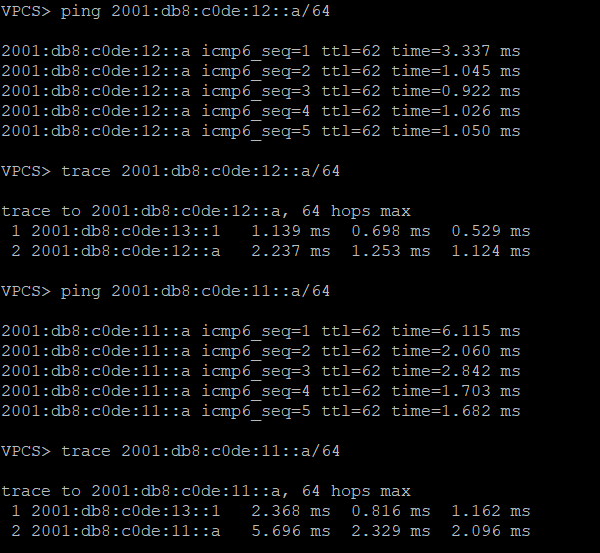 VPCS> ping 2001:db8:c0de:12::a/64
2001:db8:c0de:12::a icmp6_seq=1 ttl=62 time=3.337 ms
2001:db8:c0de:12::a icmp6_seq=2 ttl=62 time=1.045 ms
2001:db8:c0de:12::a icmp6_seq=3 ttl=62 time=0.922 ms
2001:db8:c0de:12::a icmp6_seq=4 ttl=62 time=1.026 ms
2001:db8:c0de:12::a icmp6_seq=5 ttl=62 time=1.050 ms
VPCS> trace 2001:db8:c0de:12::a/64
trace to 2001:db8:c0de:12::a, 64 hops max
1 2001:db8:c0de:13::1 1.139 ms 0.698 ms 0.529 ms
2 2001:db8:c0de:12::a 2.237 ms 1.253 ms 1.124 ms
VPCS> ping 2001:db8:c0de:11::a/64
2001:db8:c0de:11::a icmp6_seq=1 ttl=62 time=6.115 ms
2001:db8:c0de:11::a icmp6_seq=2 ttl=62 time=2.060 ms
2001:db8:c0de:11::a icmp6_seq=3 ttl=62 time=2.842 ms
2001:db8:c0de:11::a icmp6_seq=4 ttl=62 time=1.703 ms
2001:db8:c0de:11::a icmp6_seq=5 ttl=62 time=1.682 ms
VPCS> trace 2001:db8:c0de:11::a/64
trace to 2001:db8:c0de:11::a, 64 hops max
1 2001:db8:c0de:13::1 2.368 ms 0.816 ms 1.162 ms
2 2001:db8:c0de:11::a 5.696 ms 2.329 ms 2.096 ms